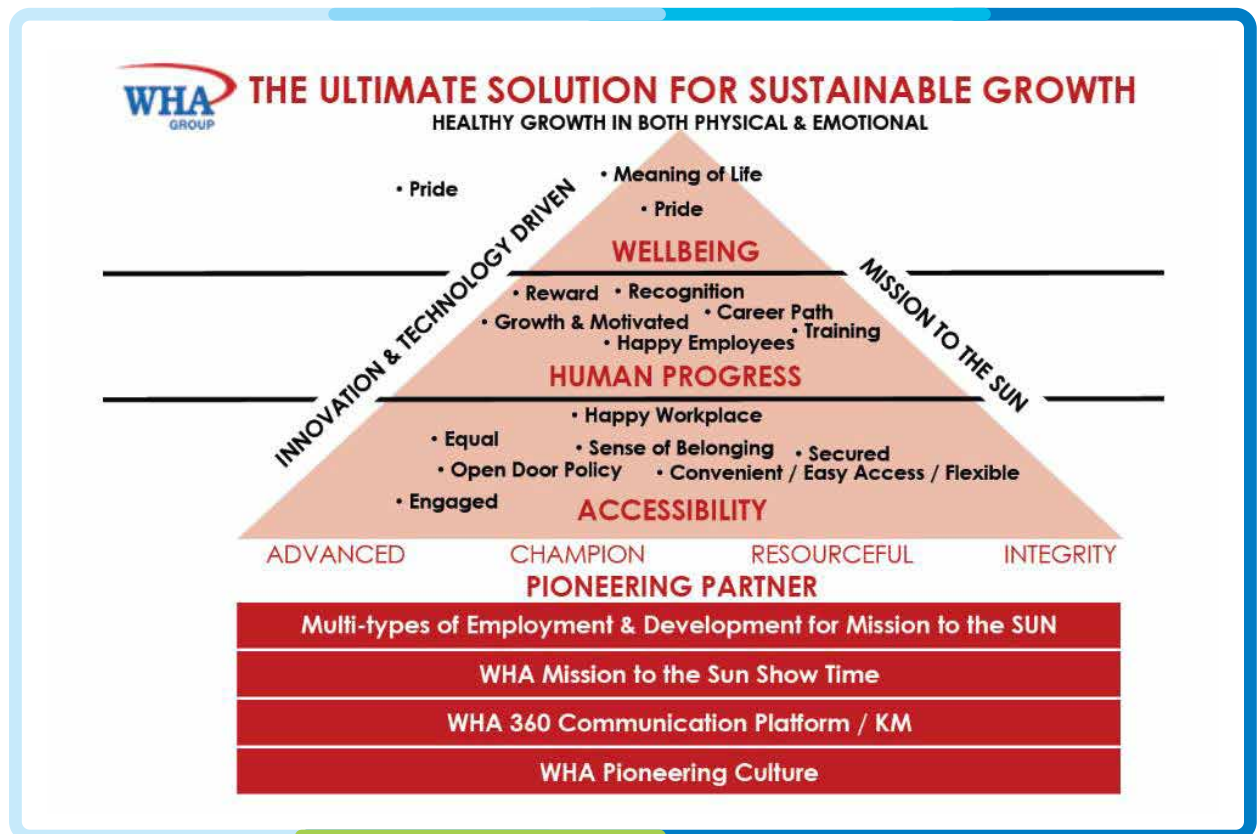 WHA
GROUP
THE ULTIMATE SOLUTION FOR SUSTAINABLE GROWTH
HEALTHY GROWTH IN BOTH PHYSICAL & EMOTIONAL
• Meaning of Life
• Pride
• Pride
WELLBEING
INNOVATION & TECHNOLOGY DRIVEN
MISSION TO THE SUN
• Reward • Recognition
• Career Path
• Growth & Motivated
• Training
• Happy Employees
HUMAN PROGRESS
• Happy Workplace
• Equal
• Sense of Belonging
• Secured
• Open Door Policy
• Convenient / Easy Access / Flexible
• Engaged
ACCESSIBILITY
ADVANCED CHAMPION RESOURCEFUL INTEGRITY
PIONEERING PARTNER
Multi-types of Employment & Development for Mission to the SUN
WHA Mission to the Sun Show Time
WHA 360 Communication Platform / KM
WHA Pioneering Culture